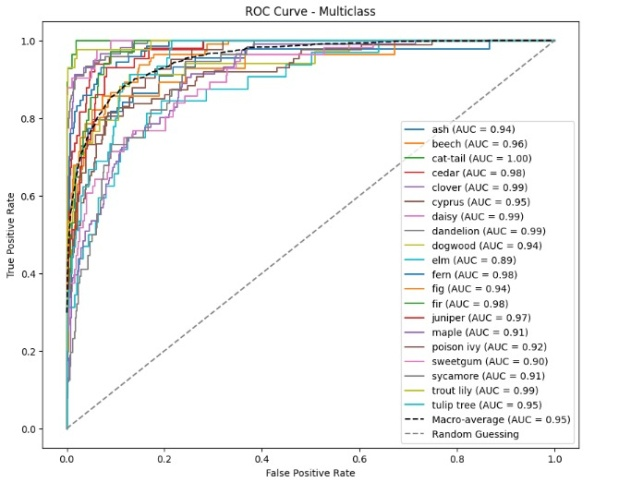 ROC Curve - Multiclass
1.0
0.8
0.6
0.4
0.2
0.0
True Positive Rate
ash (AUC = 0.94)
beech (AUC = 0.96)
cat-tail (AUC = 1.00)
cedar (AUC = 0.98)
clover (AUC = 0.99)
cyprus (AUC = 0.95)
daisy (AUC = 0.99)
dandelion (AUC = 0.99)
dogwood (AUC = 0.94)
elm (AUC = 0.89)
fern (AUC = 0.98)
fig (AUC = 0.94)
fir (AUC = 0.98)
juniper (AUC = 0.97)
maple (AUC = 0.91)
poison ivy (AUC = 0.92)
sweetgum (AUC = 0.90)
sycamore (AUC = 0.91)
trout lily (AUC = 0.99)
tulip tree (AUC = 0.95)
Macro-average (AUC = 0.95)
Random Guessing
0.0 0.2 0.4 0.6 0.8 1.0
False Positive Rate